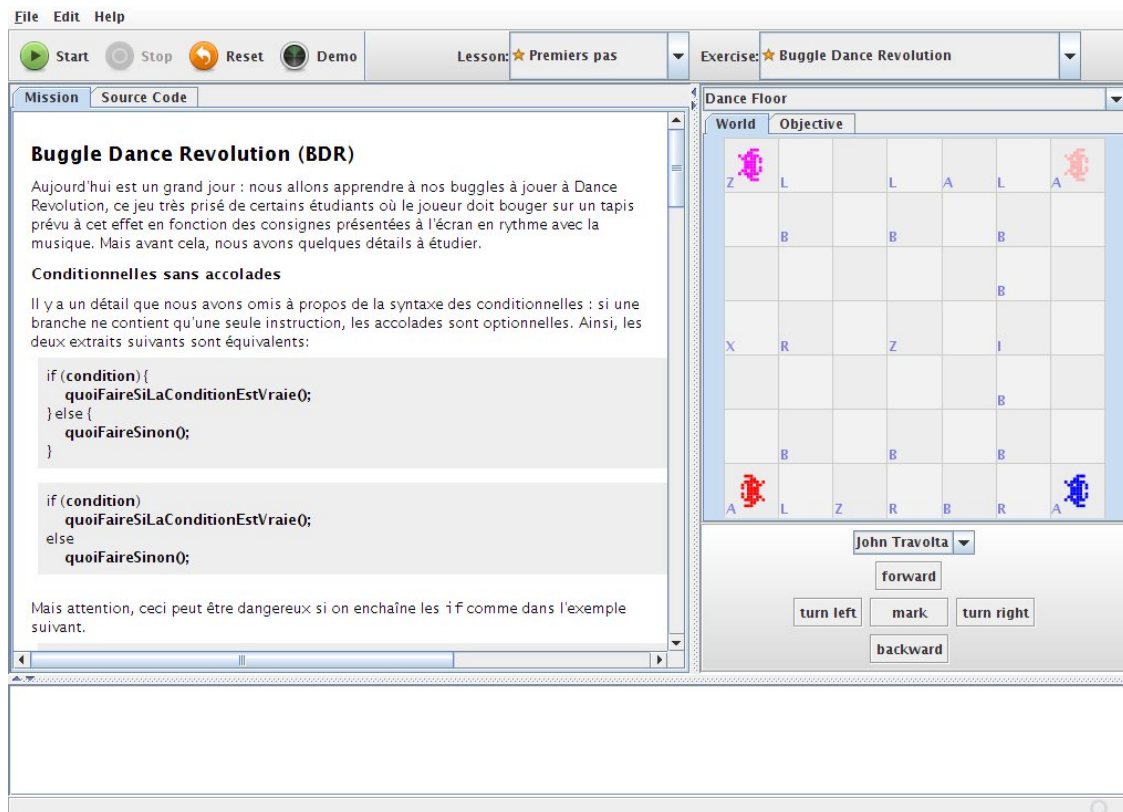 File Edit Help
Start Stop Reset Demo Lesson: Premiers pas Exercise: Buggle Dance Revolution
Mission Source Code
Buggle Dance Revolution (BDR)
Aujourd'hui est un grand jour : nous allons apprendre à nos buggles à jouer à Dance
Revolution, ce jeu très prisé de certains étudiants où le joueur doit bouger sur un tapis
prévu à cet effet en fonction des consignes présentées à l'écran en rythme avec la
musique. Mais avant cela, nous avons quelques détails à étudier.
Conditionnelles sans accolades
Il y a un détail que nous avons omis à propos de la syntaxe des conditionnelles : si une
branche ne contient qu'une seule instruction, les accolades sont optionnelles. Ainsi, les
deux extraits suivants sont équivalents:
if (condition) {
quoiFaireSiLaConditionEstVraie();
} else {
quoiFaireSinon();
}
if (condition)
quoiFaireSiLaConditionEstVraie();
else
quoiFaireSinon();
Mais attention, ceci peut être dangereux si on enchaîne les if comme dans l'exemple
suivant.
Dance Floor
World Objective
Z L L A L A
B B B
B
X R Z I
B
B B B
A L Z R B R A
John Travolta
forward
turn left mark turn right
backward